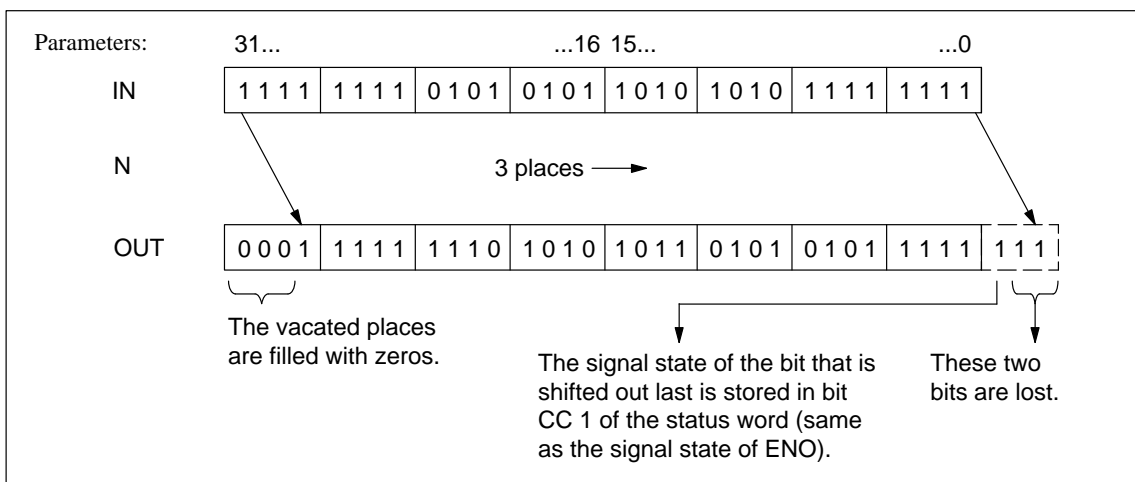 Parameters: 31... ...16 15... ...0
IN 1 1 1 1 1 1 1 1 0 1 0 1 0 1 0 1 1 0 1 0 1 0 1 0 1 1 1 1 1 1 1 1
N 3 places
OUT 0 0 0 1 1 1 1 1 1 1 1 0 1 0 1 0 1 0 1 1 0 1 0 1 0 1 0 1 1 1 1 1 1 1 1
The vacated places
are filled with zeros.
The signal state of the bit that is
shifted out last is stored in bit
CC 1 of the status word (same
as the signal state of ENO).
These two
bits are lost.